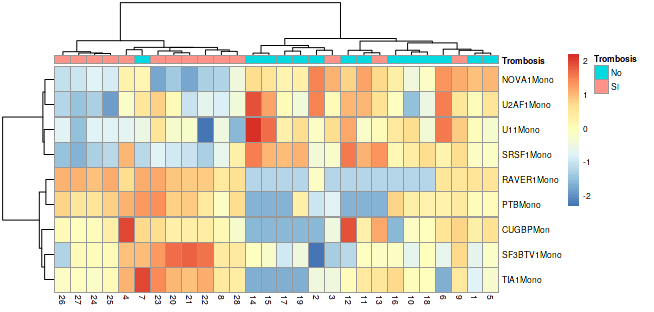 Trombosis
NOVA1Mono
U2AF1Mono
U11Mono
SRSF1Mono
RAVER1Mono
PTBMono
CUGBPMono
SF3BTV1Mono
TIA1Mono
26 27 24 25 4 7 23 20 21 22 8 28 14 15 17 19 2 3 12 11 13 16 10 18 6 9 1 5
2
1
0
-1
-2
Trombosis
No
SI